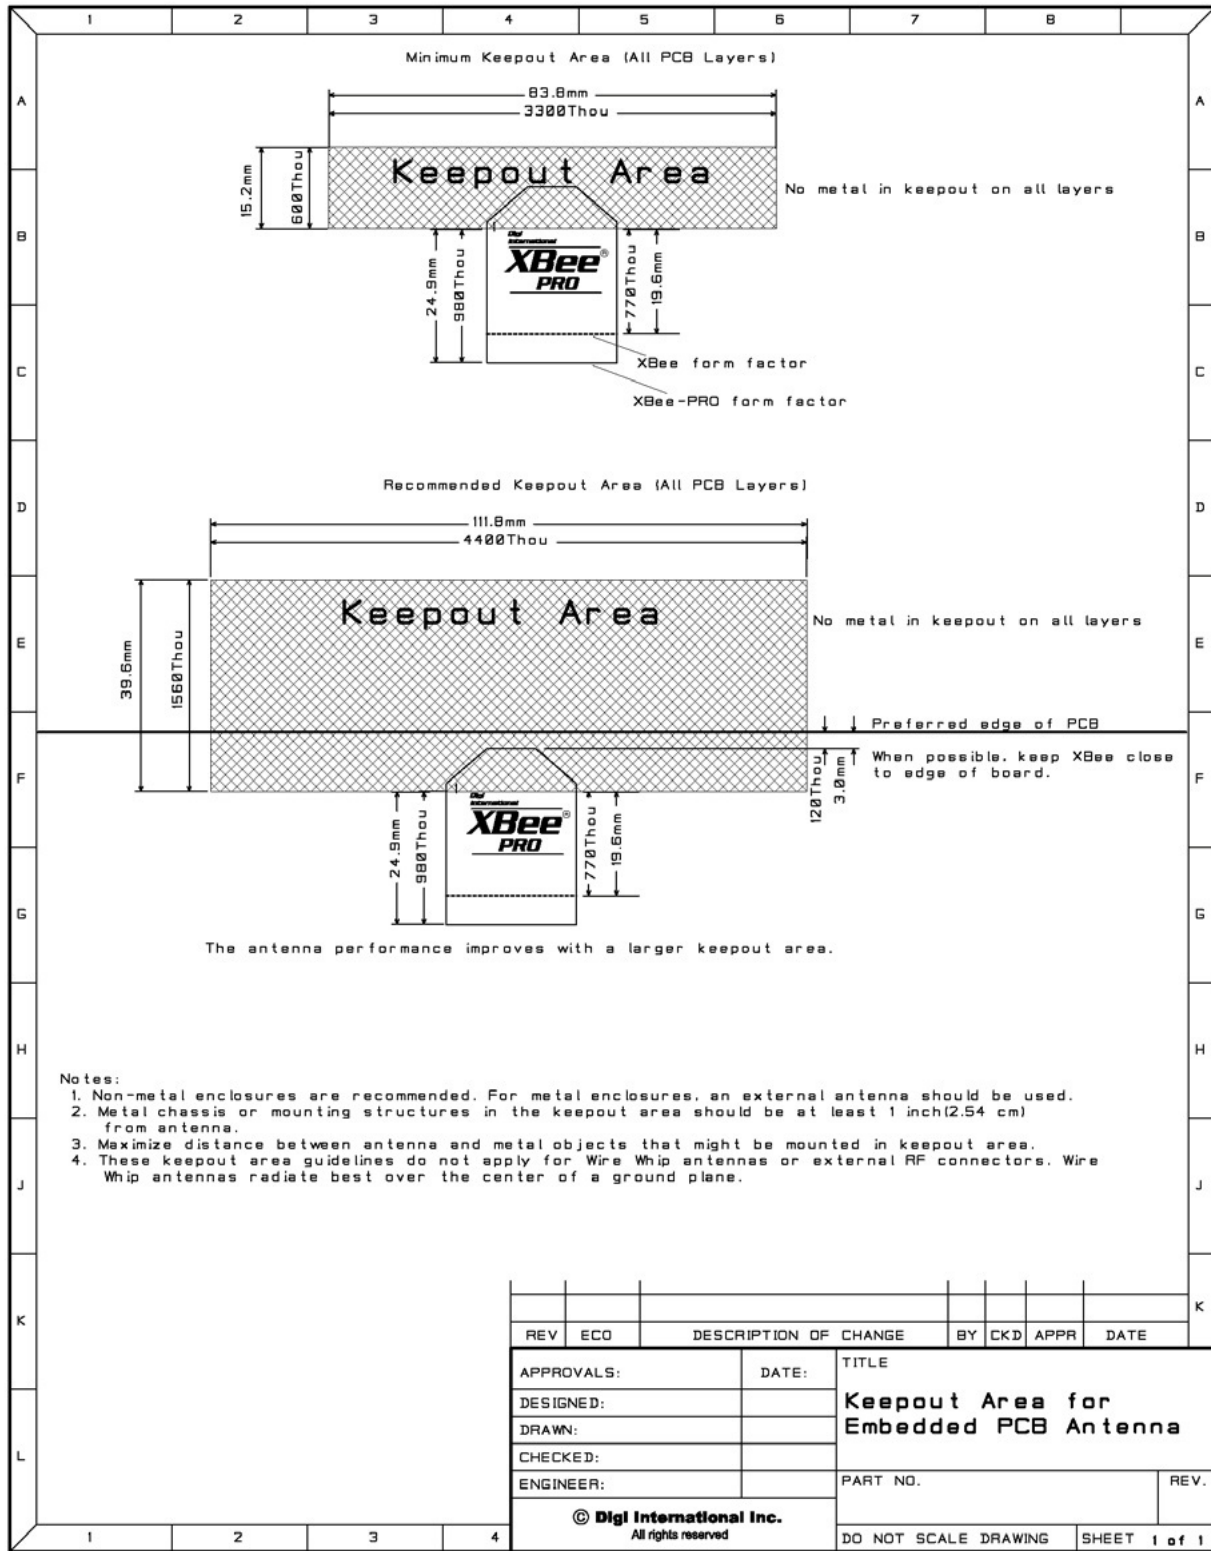 1 2 3 4 5 6 7 8
Minimum Keepout Area (All PCB Layers)
A A
83.8mm
3300Thou
Keepout Area
15.2mm
600Thou
No metal in keepout on all layers
B B
Digi
International
XBee®
PRO
24.9mm
980Thou
770Thou
19.6mm
XBee form factor
C C
XBee-PRO form factor
Recommended Keepout Area (All PCB Layers)
D D
111.8mm
4400Thou
Keepout Area
No metal in keepout on all layers
E E
39.6mm
1560Thou
Preferred edge of PCB
When possible, keep XBee close
to edge of board.
F F
120Thou
3.0mm
Digi
International
XBee®
PRO
24.9mm
980Thou
770Thou
19.6mm
G G
The antenna performance improves with a larger keepout area.
H H
Notes:
1. Non-metal enclosures are recommended. For metal enclosures, an external antenna should be used.
2. Metal chassis or mounting structures in the keepout area should be at least 1 inch(2.54 cm)
from antenna.
3. Maximize distance between antenna and metal objects that might be mounted in keepout area.
4. These keepout area guidelines do not apply for Wire Whip antennas or external RF connectors. Wire
Whip antennas radiate best over the center of a ground plane.
J J
K K
REV ECO DESCRIPTION OF CHANGE BY CKD APPR DATE
APPROVALS: DATE: TITLE
DESIGNED:
Keepout Area for
Embedded PCB Antenna
DRAWN:
CHECKED:
L
ENGINEER: PART NO. REV.
© Digi International Inc.
All rights reserved
DO NOT SCALE DRAWING SHEET 1 of 1
1 2 3 4